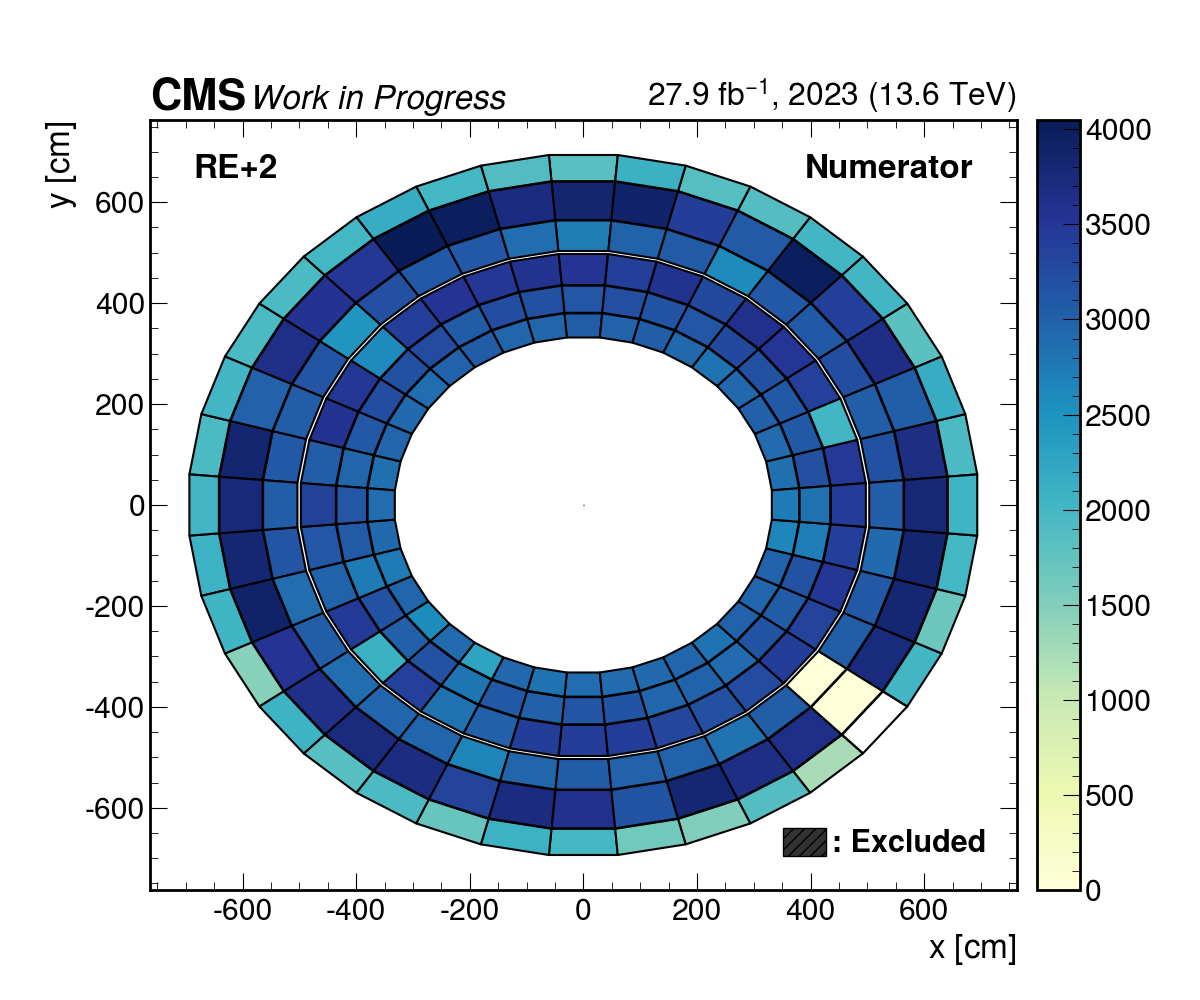 CMS Work in Progress
27.9 fb⁻¹, 2023 (13.6 TeV)
y [cm]
RE+2
Numerator
600
400
200
0
-200
-400
-600
: Excluded
-600 -400 -200 0 200 400 600
x [cm]
4000
3500
3000
2500
2000
1500
1000
500
0